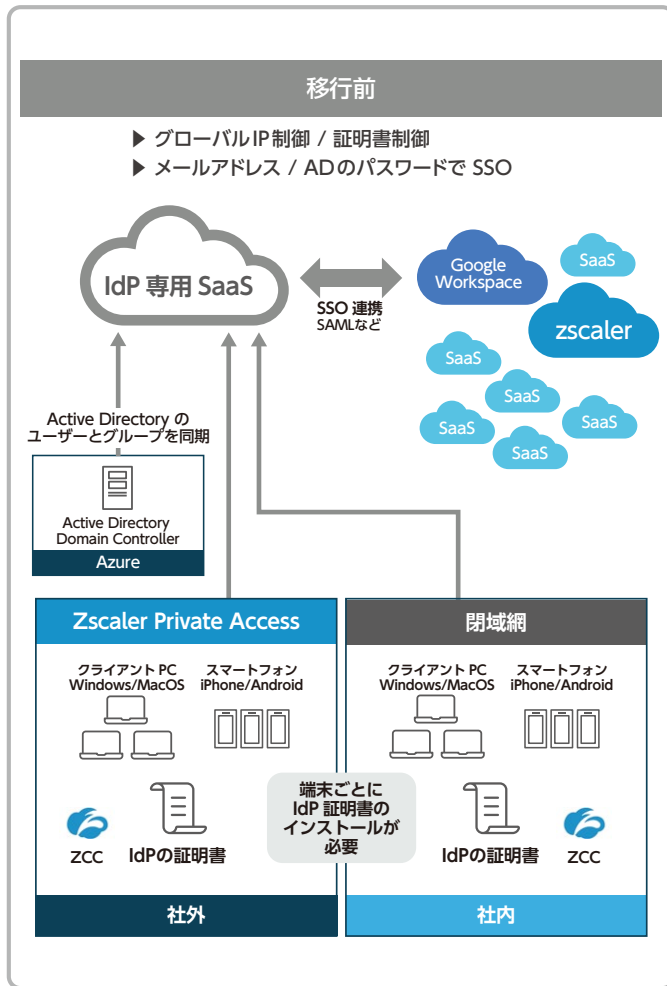 移行前
▶ グローバルIP制御 / 証明書制御
▶ メールアドレス / ADのパスワードで SSO
IdP 専用 SaaS
SSO 連携
SAMLなど
Google
Workspace
SaaS
zscaler
SaaS
SaaS
SaaS
SaaS
SaaS
Active Directory の
ユーザーとグループを同期
Active Directory
Domain Controller
Azure
Zscaler Private Access
クライアント PC
Windows/MacOS
スマートフォン
iPhone/Android
ZCC
IdPの証明書
社外
端末ごとに
IdP 証明書の
インストールが
必要
閉域網
クライアント PC
Windows/MacOS
スマートフォン
iPhone/Android
IdPの証明書
ZCC
社内